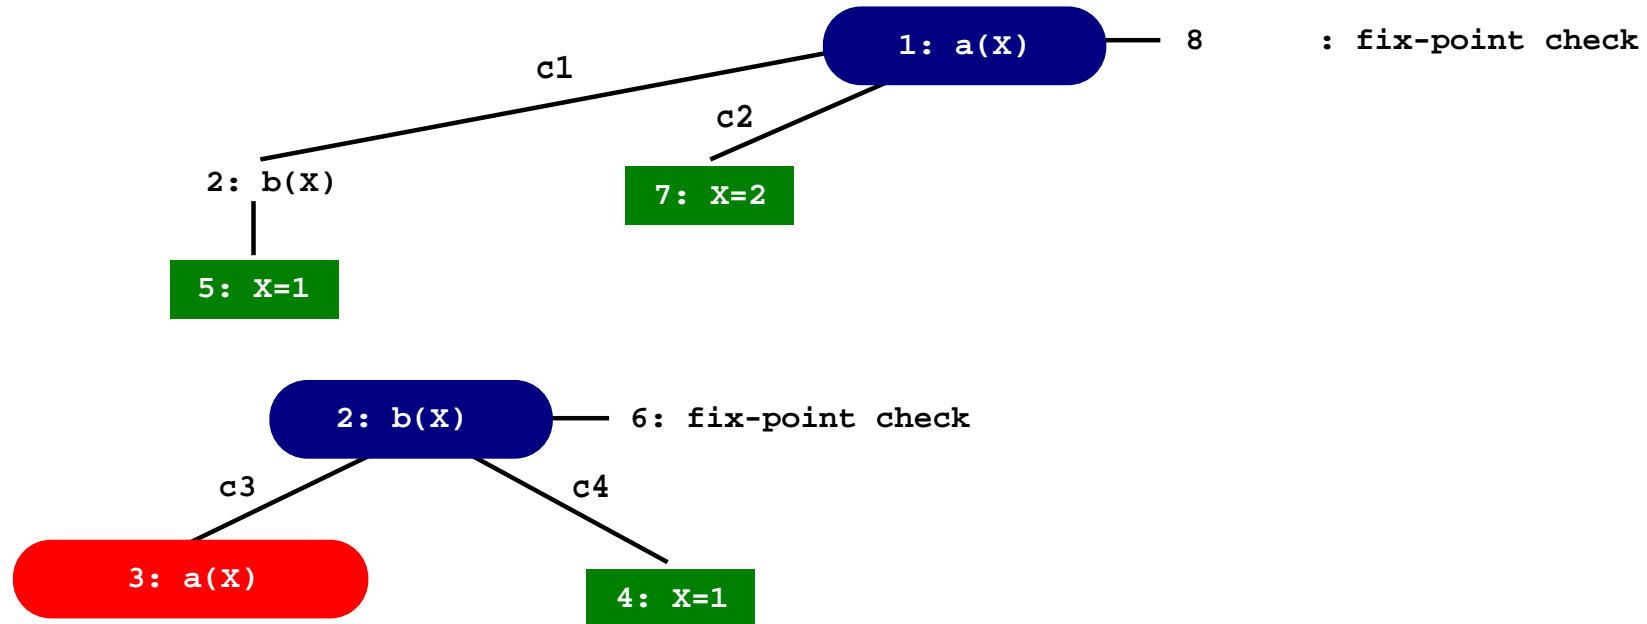 1: a(X)
8 : fix-point check
c1
c2
2: b(X)
7: X=2
5: X=1
2: b(X)
6: fix-point check
c3
c4
3: a(X)
4: X=1